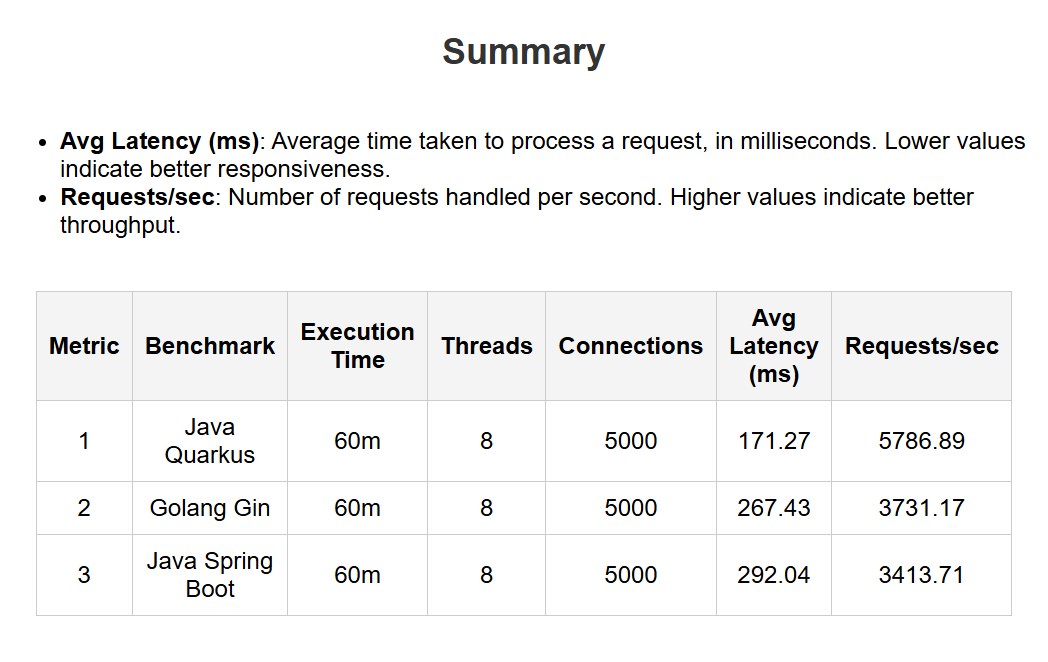 Summary
• Avg Latency (ms): Average time taken to process a request, in milliseconds. Lower values
indicate better responsiveness.
• Requests/sec: Number of requests handled per second. Higher values indicate better
throughput.
Metric Benchmark Execution Time Threads Connections Avg Latency (ms) Requests/sec
1 Java Quarkus 60m 8 5000 171.27 5786.89
2 Golang Gin 60m 8 5000 267.43 3731.17
3 Java Spring Boot 60m 8 5000 292.04 3413.71